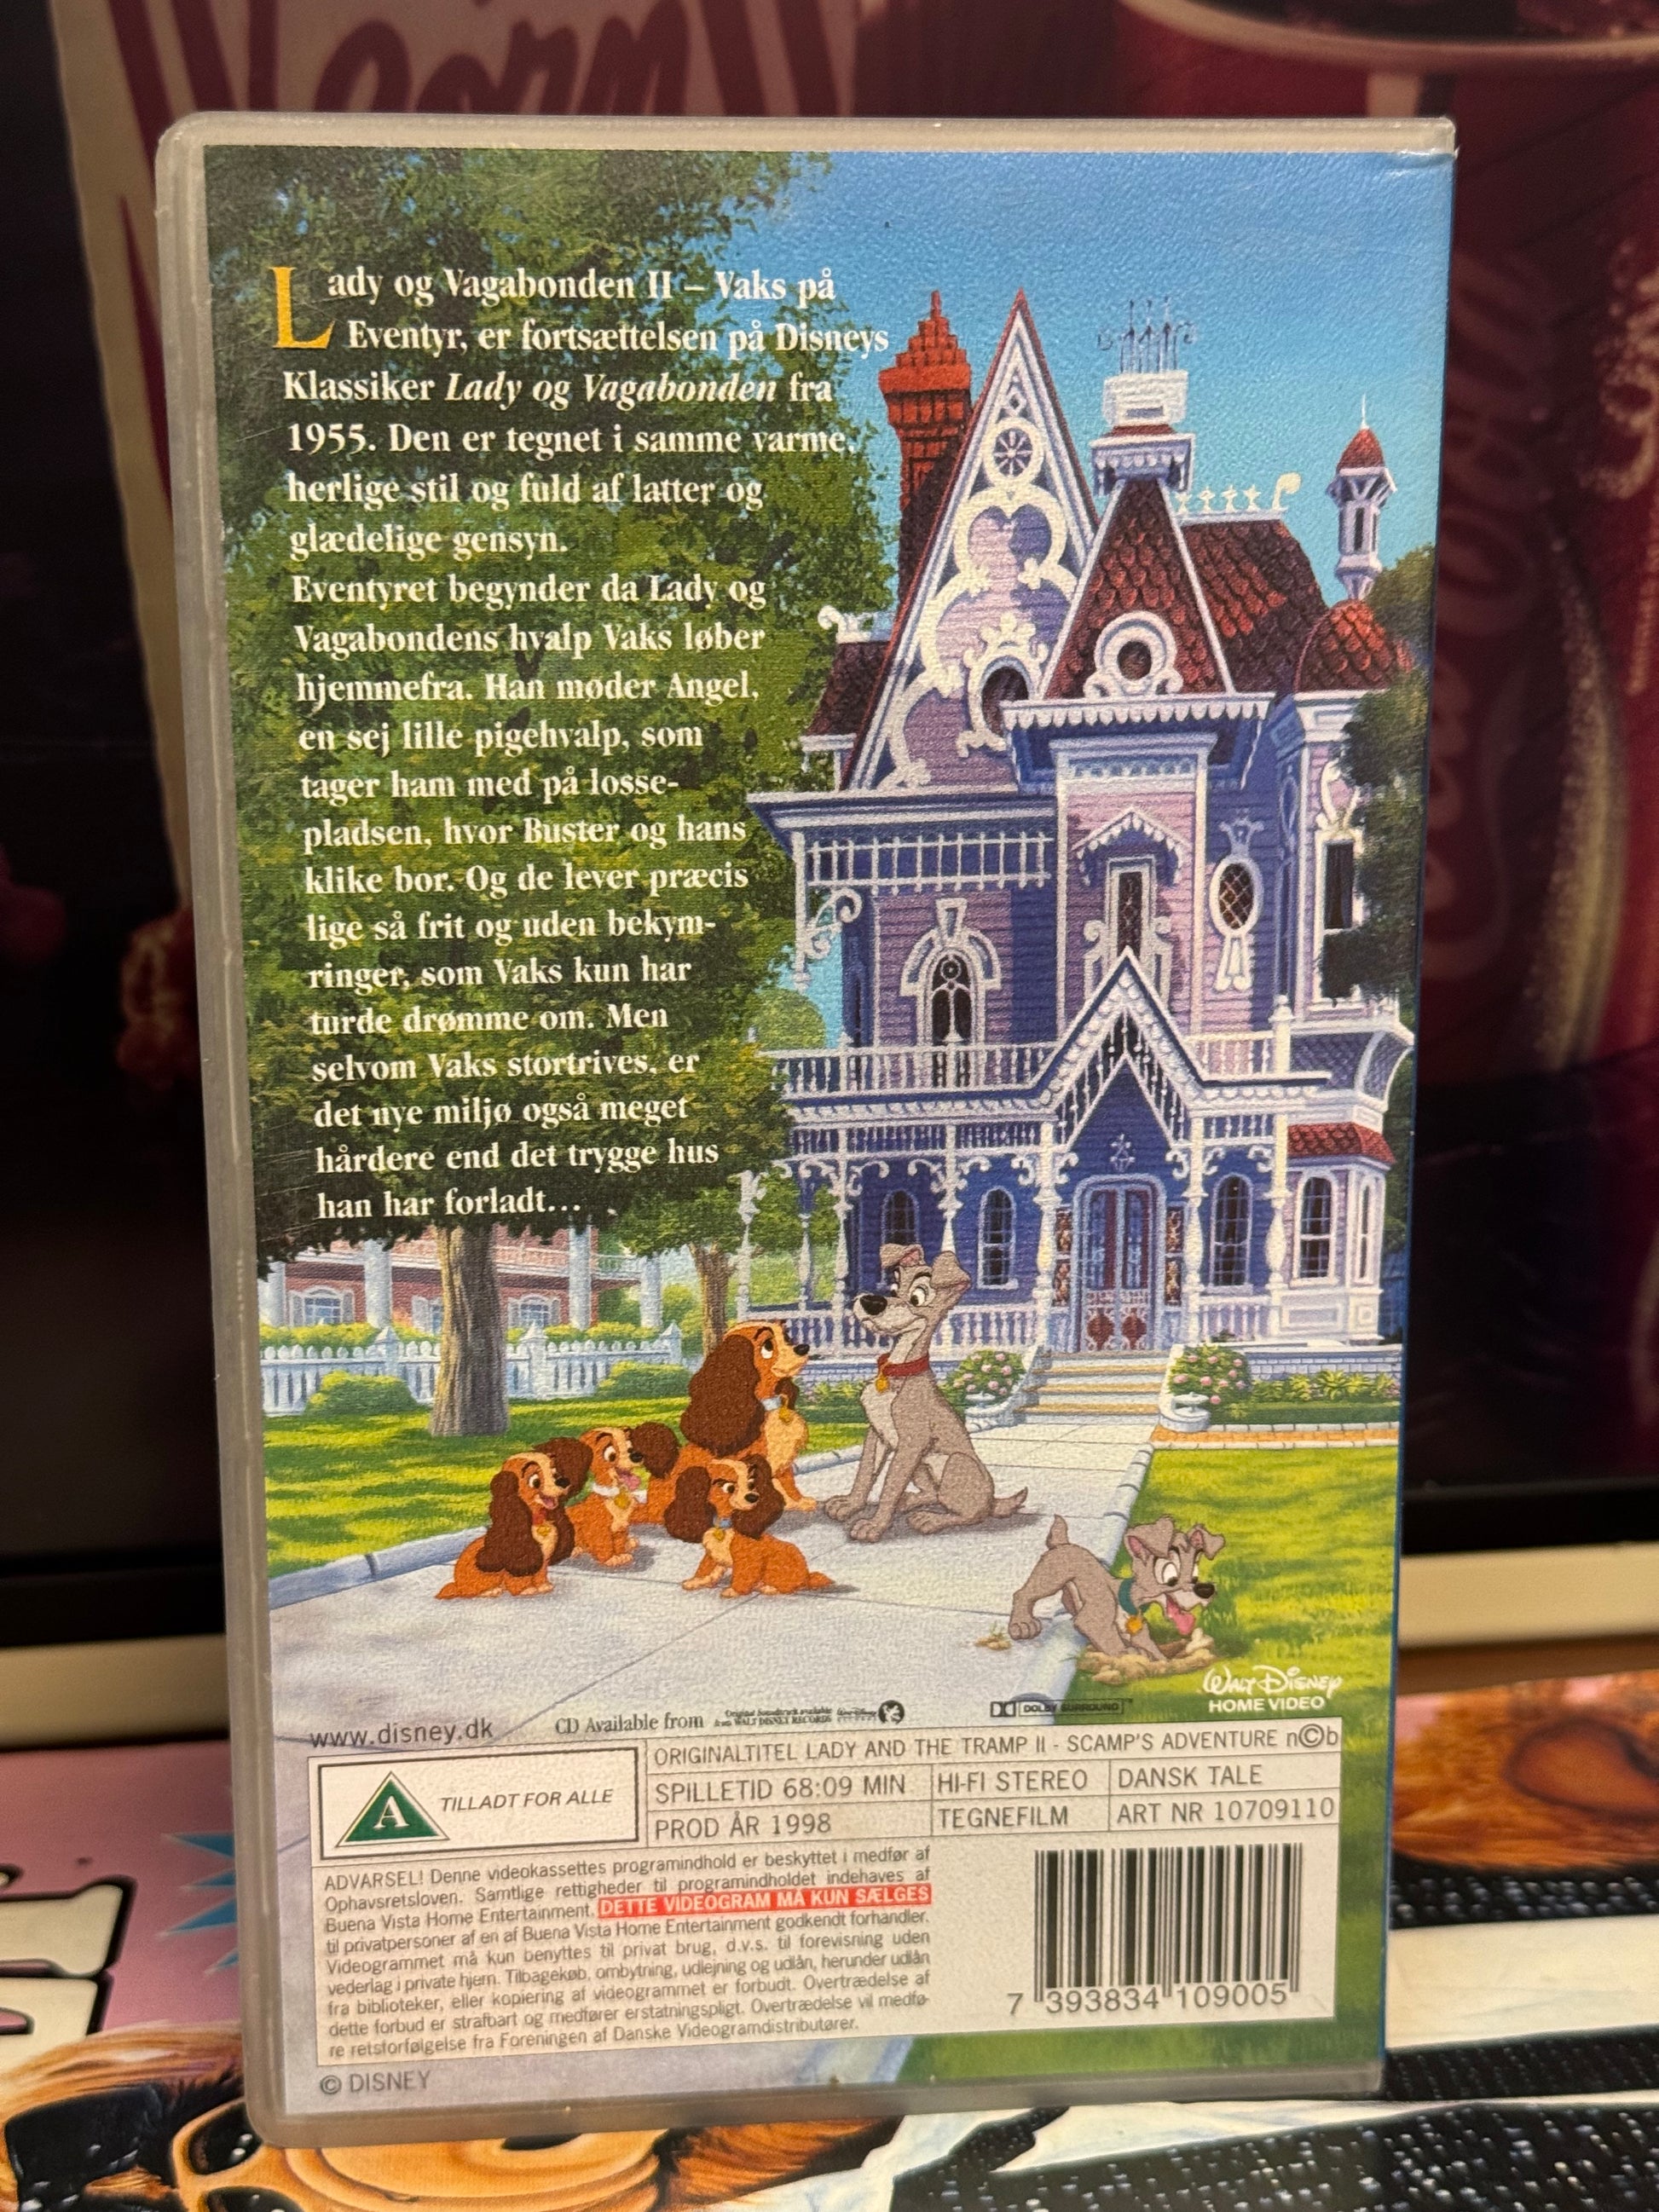 Lady og Vagabonden II – Vaks på
Eventyr, er fortsættelsen på Disneys
Klassiker Lady og Vagabonden fra
1955. Den er tegnet i samme varme,
herlige stil og fuld af latter og
glædelige gensyn.
Eventyret begynder da Lady og
Vagabondens hvalp Vaks løber
hjemmefra. Han møder Angel,
en sej lille pigehvalp, som
tager ham med på losse-
pladsen, hvor Buster og hans
klike bor. Og de lever præcis
lige så frit og uden bekym-
ringer, som Vaks kun har
turde drømme om. Men
selvom Vaks stortrives, er
det nye miljø også meget
hårdere end det trygge hus
han har forladt...
WALT DISNEY
HOME VIDEO
www.disney.dk
CD Available from
Original Soundtrack available
from WALT DISNEY RECORDS
DOLBY SURROUND
A TILLADT FOR ALLE
ORIGINALTITEL LADY AND THE TRAMP II - SCAMP'S ADVENTURE n©b
SPILLETID 68:09 MIN. HI-FI STEREO DANSK TALE
PROD ÅR 1998 TEGNEFILM ART NR 10709110
ADVARSEL! Denne videokassettes programindhold er beskyttet i medfør af
Ophavsretsloven. Samtlige rettigheder til programindholdet indehaves af
Buena Vista Home Entertainment. DETTE VIDEOGRAM MÅ KUN SÆLGES
til privatpersoner af en af Buena Vista Home Entertainment godkendt forhandler.
Videogrammet må kun benyttes til privat brug, d.v.s. til forevisning uden
vederlag i private hjem. Tilbagekøb, ombytning, udlejning og udlån, herunder udlån
fra biblioteker, eller kopiering af videogrammet er forbudt. Overtrædelse af
dette forbud er strafbart og medfører erstatningspligt. Overtrædelse vil medfø-
re retsforfølgelse fra Foreningen af Danske Videogramdistributører.
7 393834 109005
© DISNEY